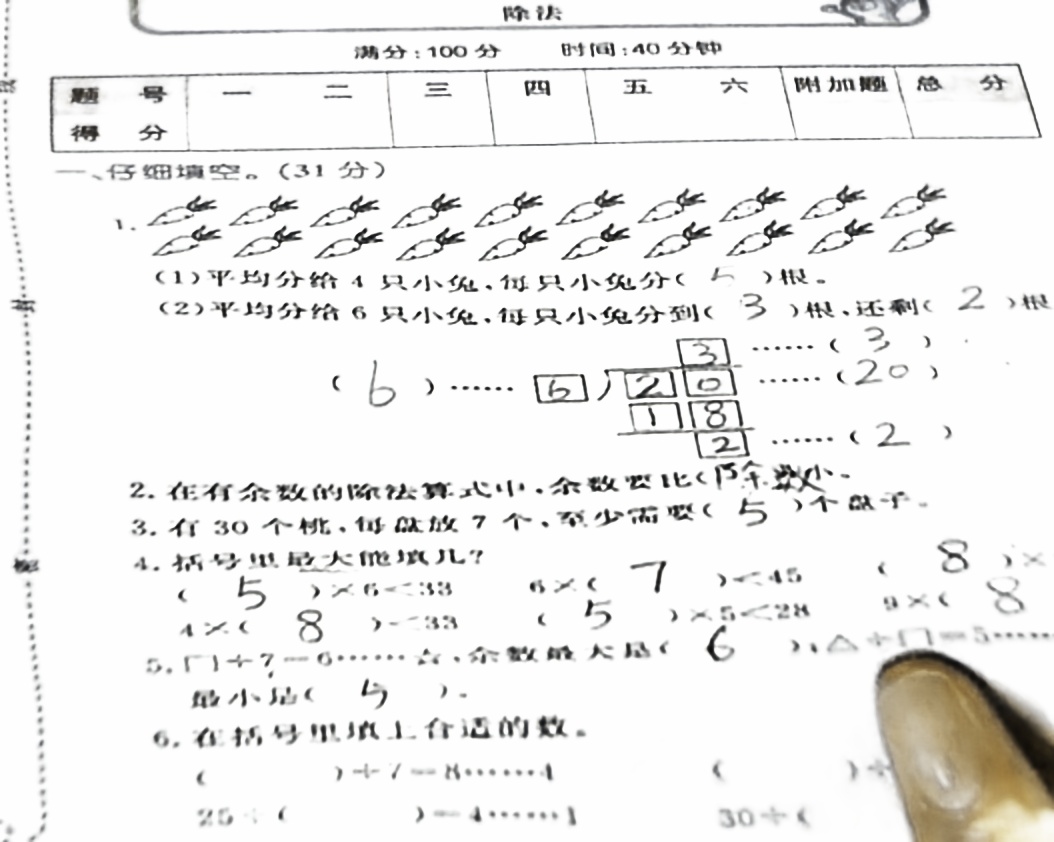 除法
满分:100分 时间:40分钟
题 号 一 二 三 四 五 六 附加题 总 分
得 分
一、仔细填空。(31 分)
1.
(1)平均分给 4 只小兔,每只小兔分( 5 )根。
(2)平均分给 6 只小兔,每只小兔分到( 3 )根,还剩( 2 )根
3 ……( 3 )
( 6 )…… 6 ) 2 0 ……( 20 )
1 8
2 ……( 2 )
2. 在有余数的除法算式中,余数要比(除数)小。
3. 有 30 个桃,每盘放 7 个,至少需要( 5 )个盘子。
4. 括号里最大能填几?
( 5 )×6<33 6×( 7 )<45 ( 8 )×
4×( 8 )<33 ( 5 )×5<28 9×( 8
5. □÷7=6……☆,余数最大是( 6 );△÷□=5……
最小是( 5 )。
6. 在括号里填上合适的数。
( )÷7=8……4 ( )÷
25÷( )=4……1 30÷(